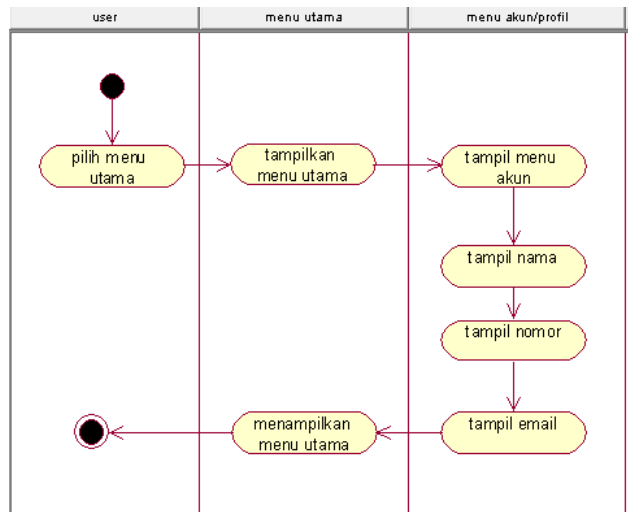 user
menu utama
menu akun/profil
pilih menu
utama
tampilkan
menu utama
tampil menu
akun
tampil nama
tampil nomor
tampil email
menampilkan
menu utama